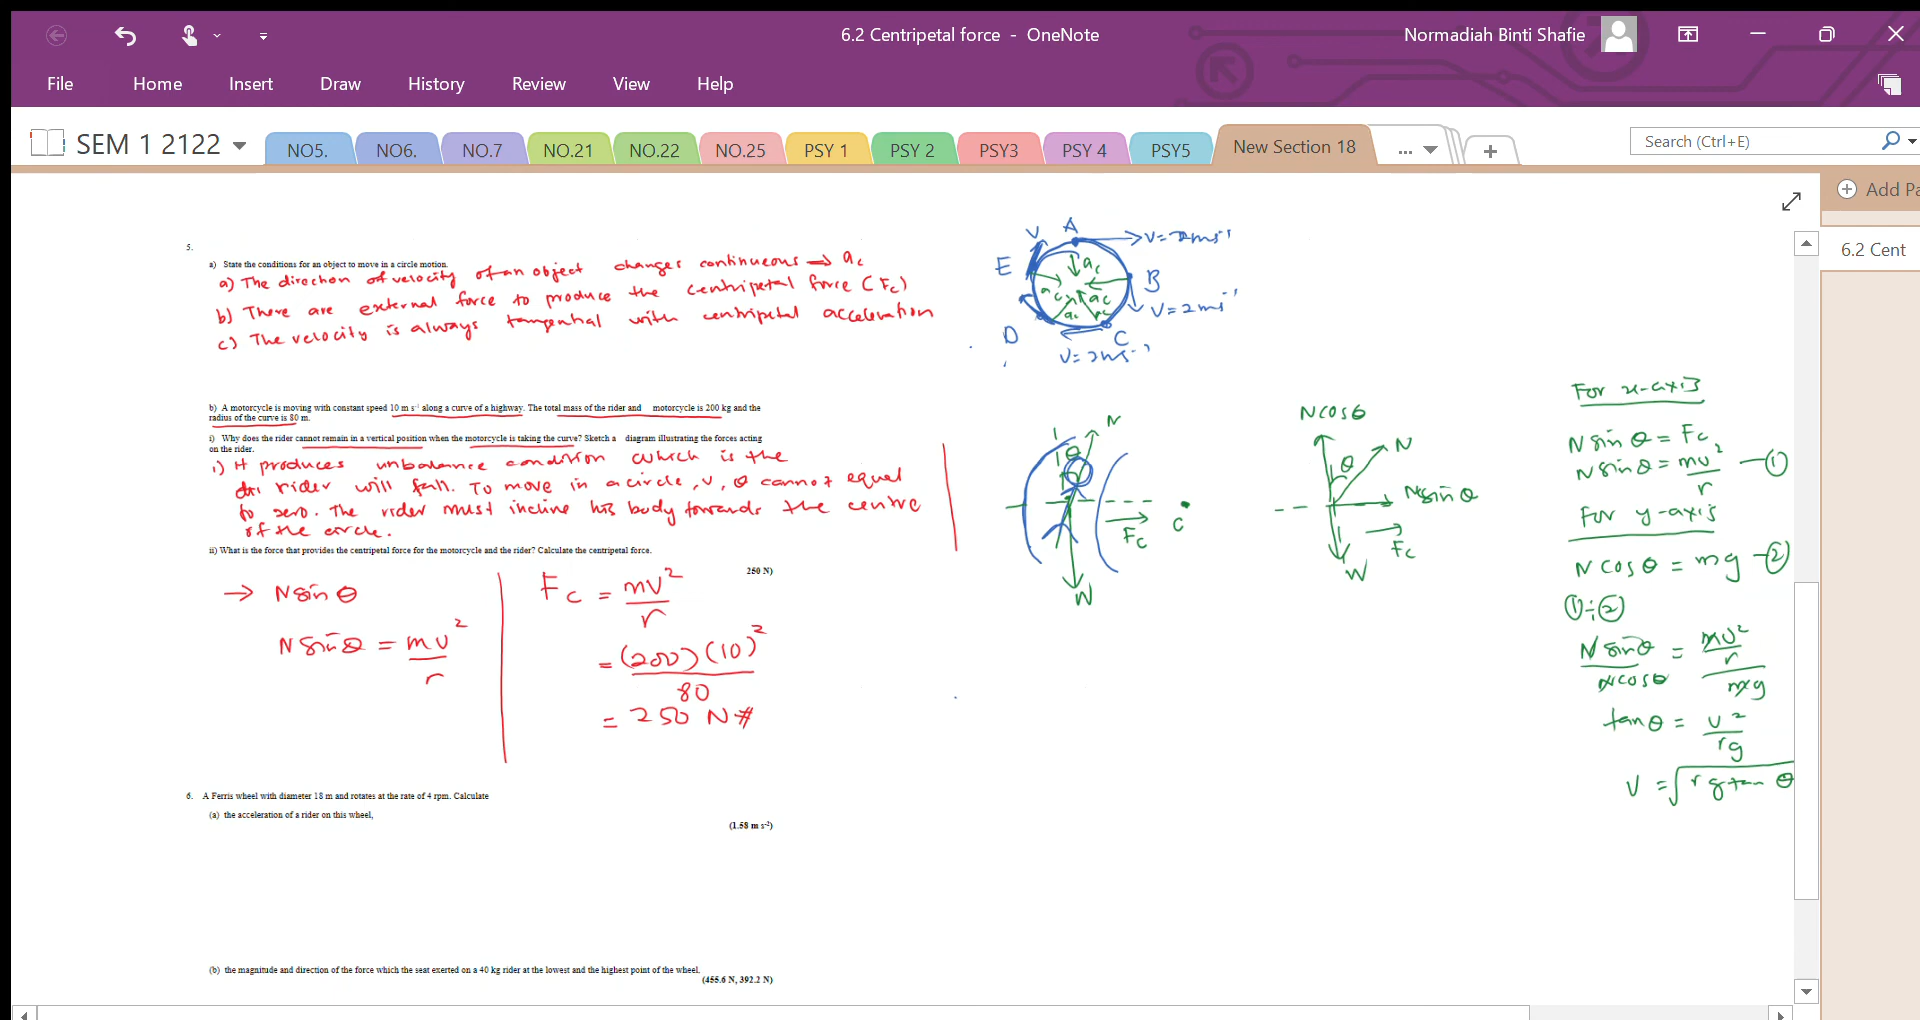 6.2 Centripetal force - OneNote
Normadiah Binti Shafie
File Home Insert Draw History Review View Help
SEM 1 2122
NO5. NO6. NO.7 NO.21 NO.22 NO.25 PSY 1 PSY 2 PSY3 PSY 4 PSY5 New Section 18 ... +
Search (Ctrl+E)
Add Pa
6.2 Cent
5.
a) State the conditions for an object to move in a circle motion.
a) The direction of velocity of an object changes continuous → ac
b) There are external force to produce the centripetal force (Fc)
c) The velocity is always tangential with centripetal acceleration
V A → V = 2ms⁻¹
E ac B
ac ac V = 2ms⁻¹
ac
D C
V = 2ms⁻¹
b) A motorcycle is moving with constant speed 10 m s⁻¹ along a curve of a highway. The total mass of the rider and motorcycle is 200 kg and the
radius of the curve is 80 m.
i) Why does the rider cannot remain in a vertical position when the motorcycle is taking the curve? Sketch a diagram illustrating the forces acting
on the rider.
i) It produces unbalance condition which is the
rider will fall. To move in a circle, v, θ cannot equal
to zero. The rider must incline his body towards the centre
of the circle.
N
θ
Fc C
W
N cos θ
N
θ
N sin θ
Fc
W
For x-axis
N sin θ = Fc
N sin θ = mv²/r —①
For y-axis
N cos θ = mg —②
① ÷ ②
N sin θ / N cos θ = mv²/r / mg
tan θ = v²/rg
V = √rg tan θ
ii) What is the force that provides the centripetal force for the motorcycle and the rider? Calculate the centripetal force.
250 N)
→ N sin θ
N sin θ = mv²/r
Fc = mv²/r
= (200)(10)²/80
= 250 N #
6. A Ferris wheel with diameter 18 m and rotates at the rate of 4 rpm. Calculate
(a) the acceleration of a rider on this wheel,
(1.58 m s⁻²)
(b) the magnitude and direction of the force which the seat exerted on a 40 kg rider at the lowest and the highest point of the wheel.
(455.6 N, 392.2 N)